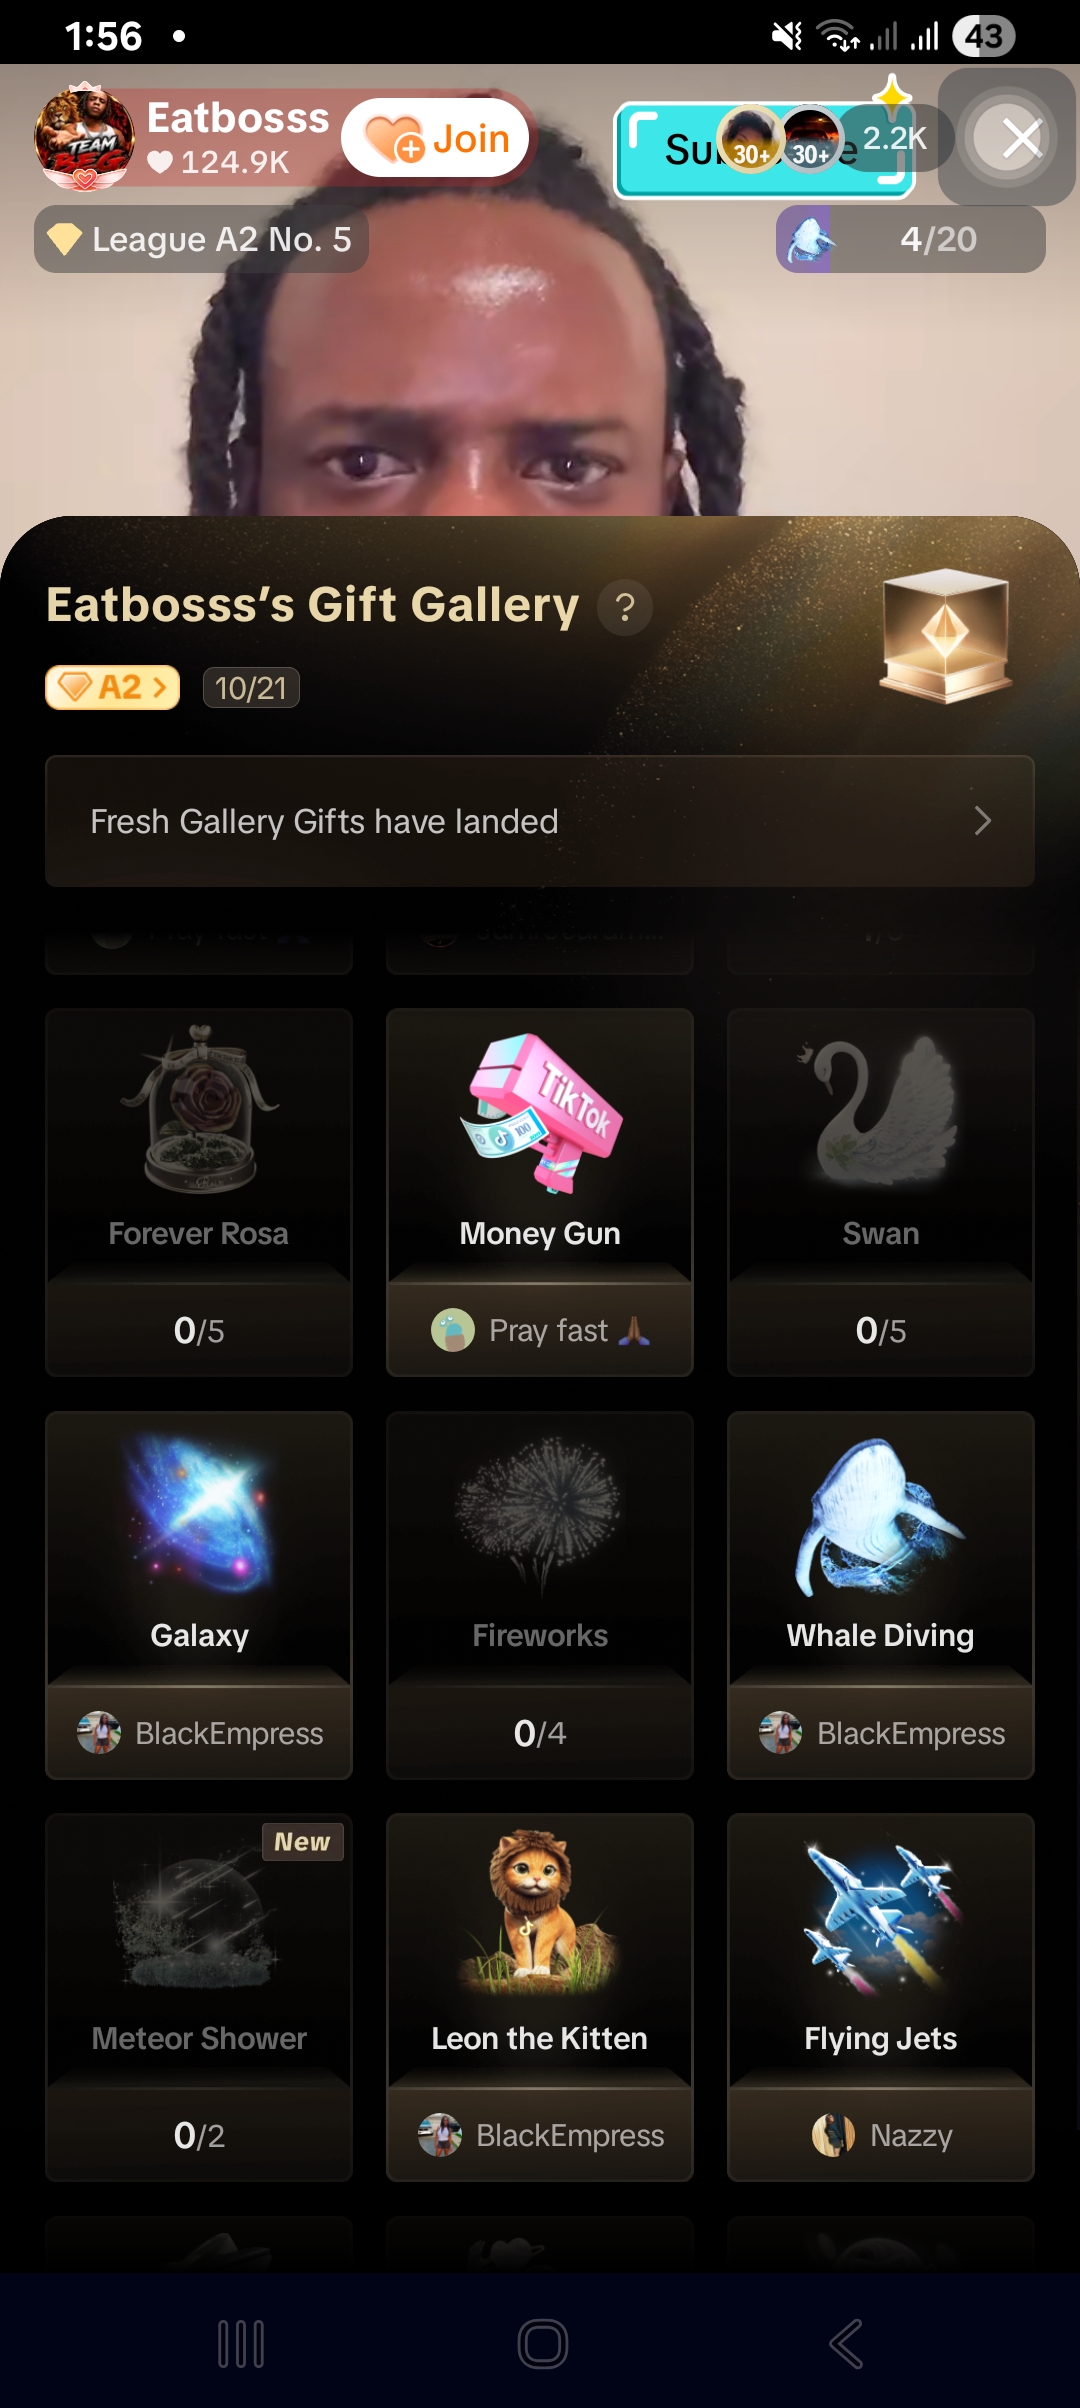 1:56
43
Eatbosss
124.9K
Join
TEAM
BEG
30+
30+
2.2K
League A2 No. 5
4/20
Eatbosss's Gift Gallery
?
A2
10/21
Fresh Gallery Gifts have landed
TikTok
100
Forever Rosa
Money Gun
Swan
0/5
Pray fast 🙏🏾
0/5
Galaxy
Fireworks
Whale Diving
BlackEmpress
0/4
BlackEmpress
New
Meteor Shower
Leon the Kitten
Flying Jets
0/2
BlackEmpress
Nazzy